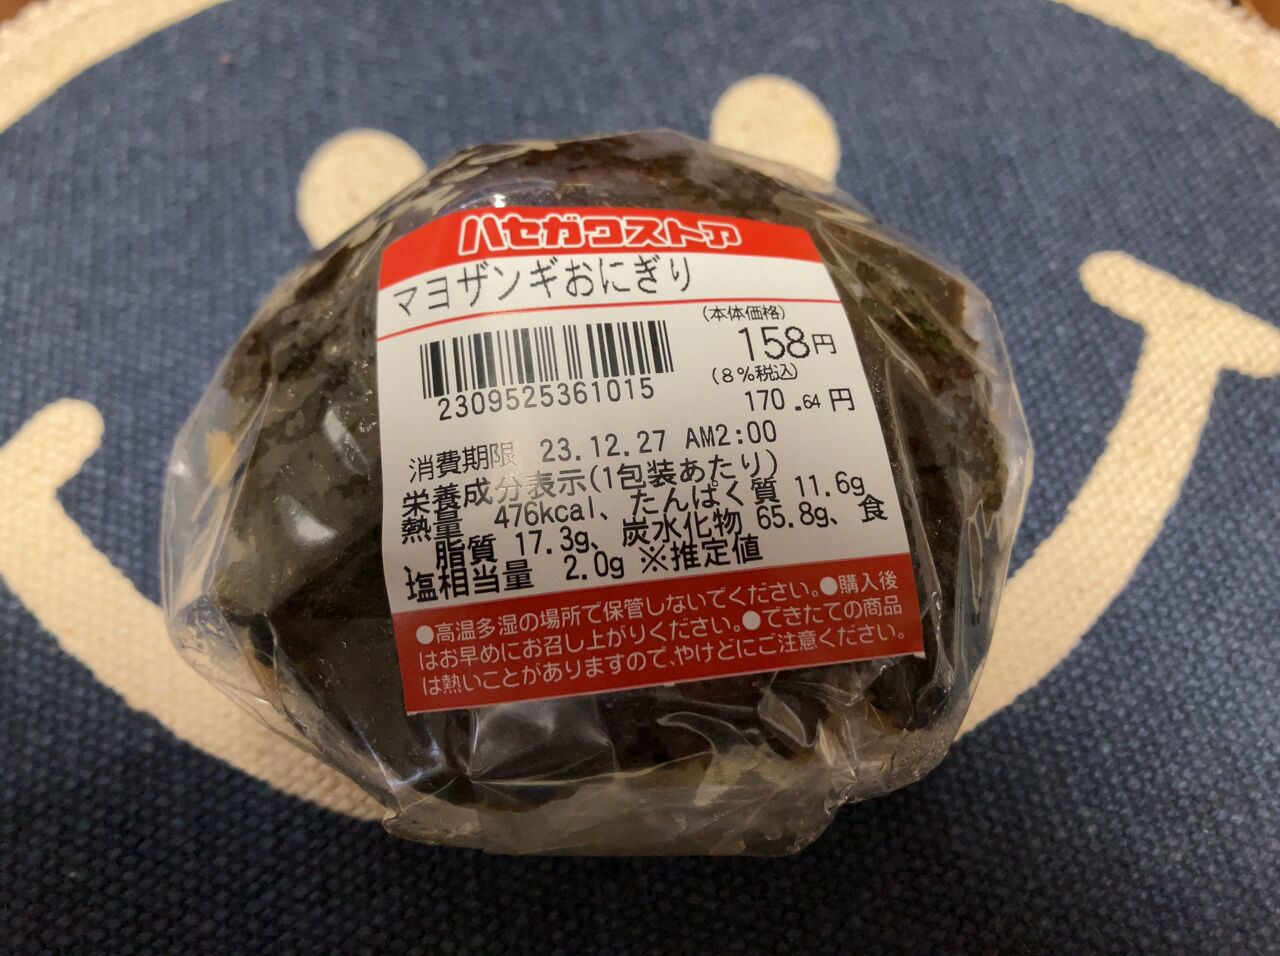 ハセガワストア
マヨザンギおにぎり
(本体価格)
158円
(8%税込)
170.64円
2309525361015
消費期限 23.12.27 AM2:00
栄養成分表示(1包装あたり)
熱量 476kcal、たんぱく質 11.6g
、脂質 17.3g、炭水化物 65.8g、食
塩相当量 2.0g ※推定値
●高温多湿の場所で保管しないでください。●購入後
はお早めにお召し上がりください。●できたての商品
は熱いことがありますので、やけどにご注意ください。